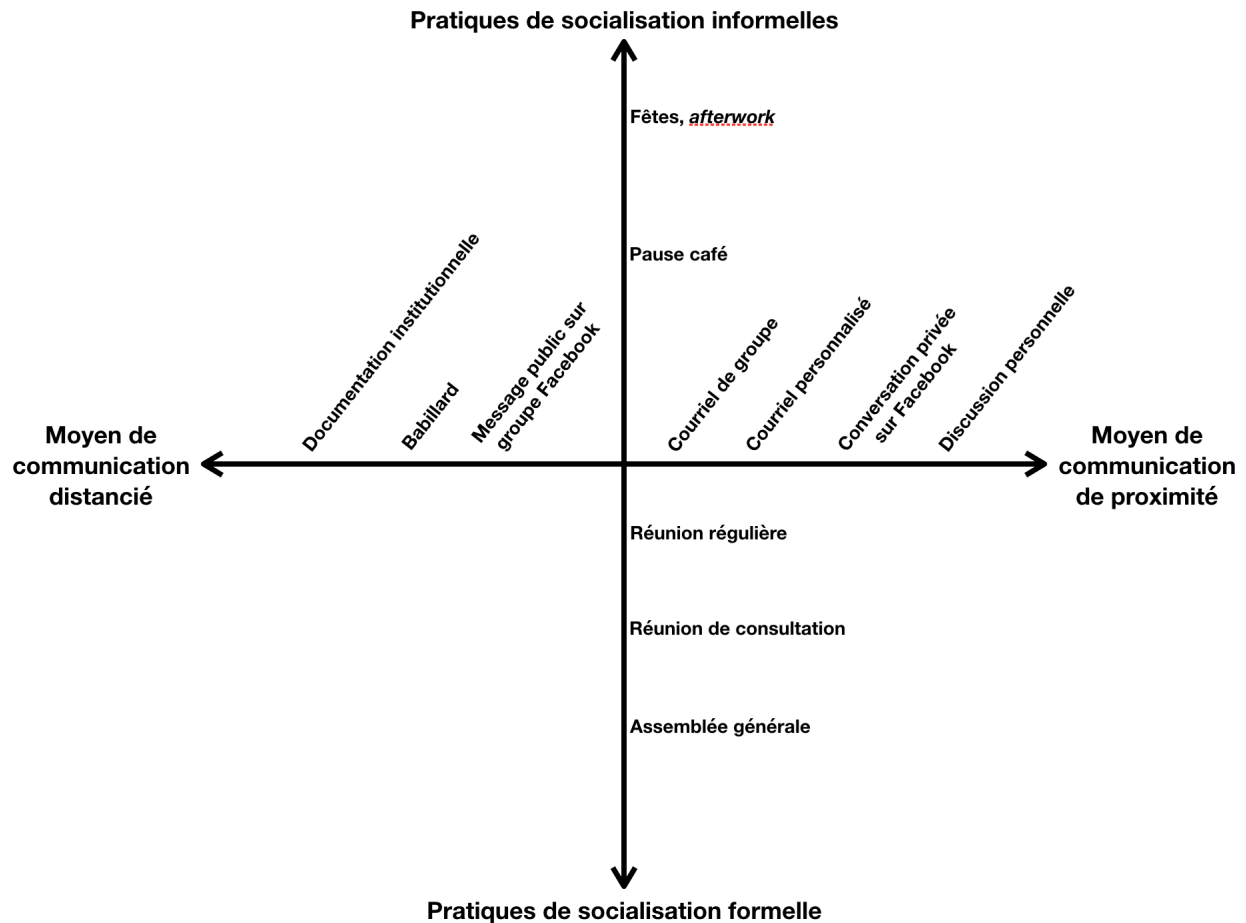 Pratiques de socialisation informelles
Fêtes, afterwork
Pause café
Documentation institutionnelle
Babillard
Message public sur
groupe Facebook
Courriel de groupe
Courriel personnalisé
Conversation privée
sur Facebook
Discussion personnelle
Moyen de
communication
distancié
Moyen de
communication
de proximité
Réunion régulière
Réunion de consultation
Assemblée générale
Pratiques de socialisation formelle